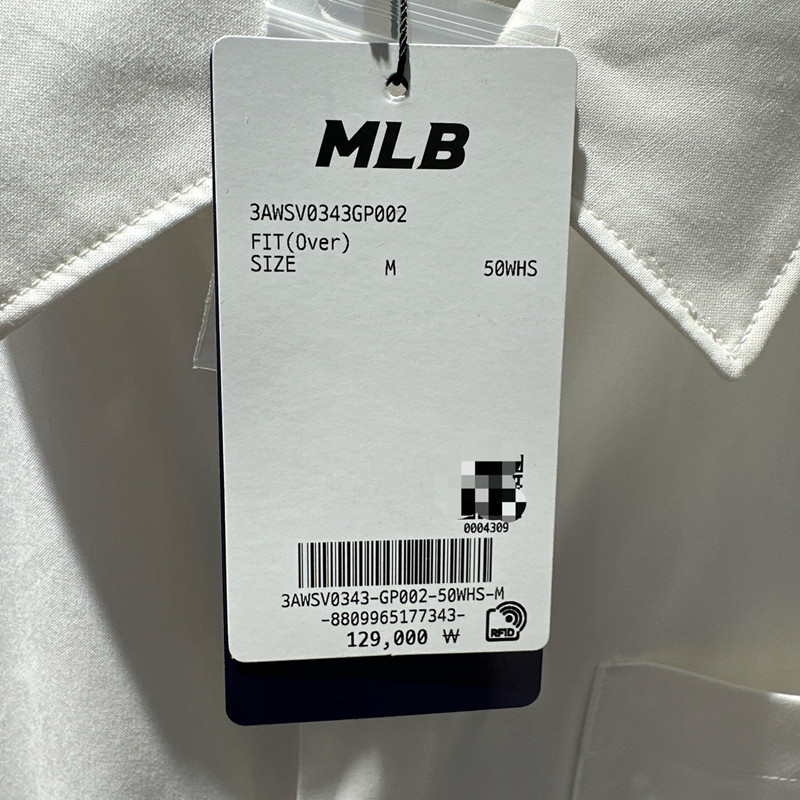 MLB
3AWSV0343GP002
FIT(Over)
SIZE M 50WHS
0004309
3AWSV0343-GP002-50WHS-M
-8809965177343-
129,000 ₩
RFID